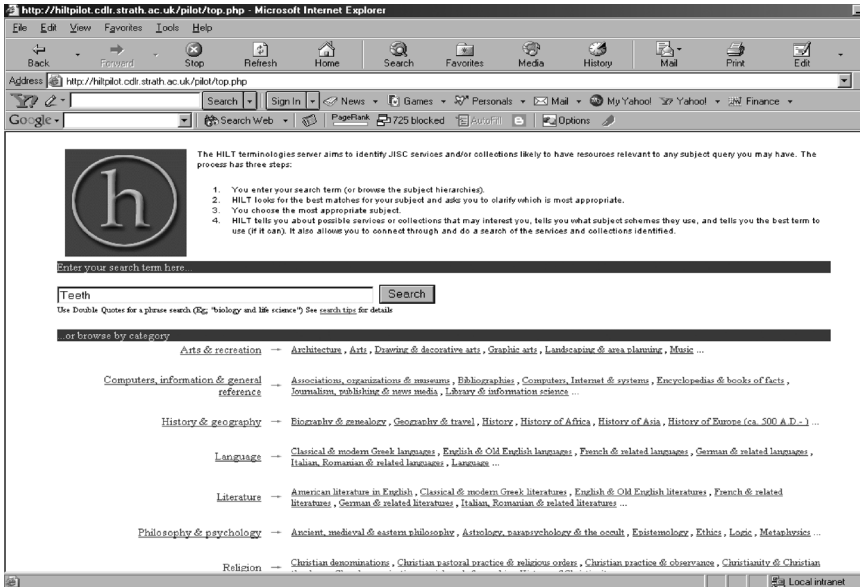 http://hiltpilot.cdlr.strath.ac.uk/pilot/top.php - Microsoft Internet Explorer
File Edit View Favorites Tools Help
Back Forward Stop Refresh Home Search Favorites Media History Mail Print Edit
Address http://hiltpilot.cdlr.strath.ac.uk/pilot/top.php
Search Sign In News Games Personals Mail My Yahoo! Yahoo! Finance
Google Search Web PageRank 725 blocked AutoFill Options
The HILT terminologies server aims to identify JISC services and/or collections likely to have resources relevant to any subject query you may have. The
process has three steps:
1. You enter your search term (or browse the subject hierarchies).
2. HILT looks for the best matches for your subject and asks you to clarify which is most appropriate.
3. You choose the most appropriate subject.
4. HILT tells you about possible services or collections that may interest you, tells you what subject schemes they use, and tells you the best term to
use (if it can). It also allows you to connect through and do a search of the services and collections identified.
h
Enter your search term here...
Teeth Search
Use Double Quotes for a phrase search (Eg; "biology and life science") See search tips for details
...or browse by category
Arts & recreation → Architecture , Arts , Drawing & decorative arts , Graphic arts , Landscaping & area planning , Music ...
Computers, information & general
reference → Associations, organizations & museums , Bibliographies , Computers, Internet & systems , Encyclopedias & books of facts ,
Journalism, publishing & news media , Library & information science ...
History & geography → Biography & genealogy , Geography & travel , History , History of Africa , History of Asia , History of Europe (ca. 500 A.D.- ) ...
Language → Classical & modern Greek languages , English & Old English languages , French & related languages , German & related languages ,
Italian, Romanian & related languages , Language ...
Literature → American literature in English , Classical & modern Greek literatures , English & Old English literatures , French & related
literatures , German & related literatures , Italian, Romanian & related literatures ...
Philosophy & psychology → Ancient, medieval & eastern philosophy , Astrology, parapsychology & the occult , Epistemology , Ethics , Logic , Metaphysics ...
Religion → Christian denominations , Christian pastoral practice & religious orders , Christian practice & observance , Christianity & Christian
Local intranet